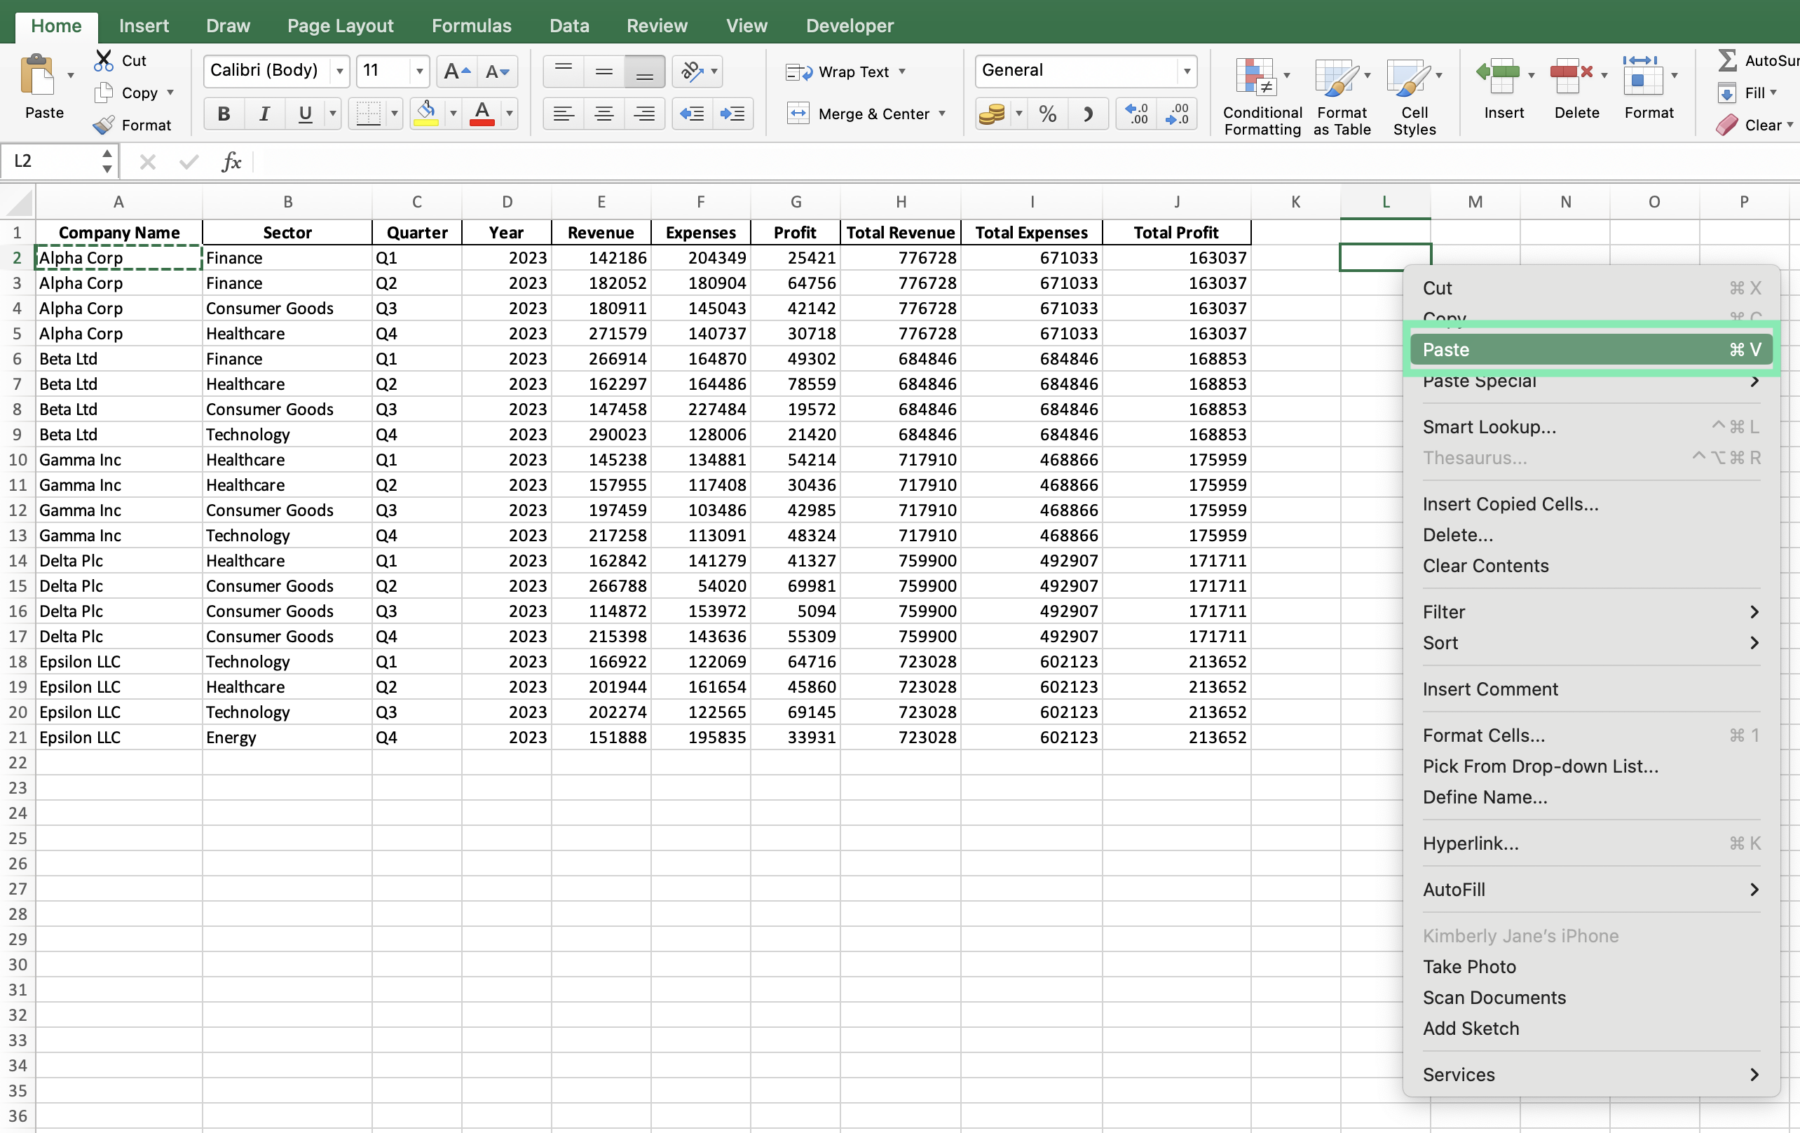 Home Insert Draw Page Layout Formulas Data Review View Developer
Paste
Cut
Copy
Format
Calibri (Body) 11
B I U
Wrap Text
Merge & Center
General
Conditional Formatting
Format as Table
Cell Styles
Insert
Delete
Format
AutoSu
Fill
Clear
L2 fx
A B C D E F G H I J K L M N O P
1 Company Name Sector Quarter Year Revenue Expenses Profit Total Revenue Total Expenses Total Profit
2 Alpha Corp Finance Q1 2023 142186 204349 25421 776728 671033 163037
3 Alpha Corp Finance Q2 2023 182052 180904 64756 776728 671033 163037
4 Alpha Corp Consumer Goods Q3 2023 180911 145043 42142 776728 671033 163037
5 Alpha Corp Healthcare Q4 2023 271579 140737 30718 776728 671033 163037
6 Beta Ltd Finance Q1 2023 266914 164870 49302 684846 684846 168853
7 Beta Ltd Healthcare Q2 2023 162297 164486 78559 684846 684846 168853
8 Beta Ltd Consumer Goods Q3 2023 147458 227484 19572 684846 684846 168853
9 Beta Ltd Technology Q4 2023 290023 128006 21420 684846 684846 168853
10 Gamma Inc Healthcare Q1 2023 145238 134881 54214 717910 468866 175959
11 Gamma Inc Healthcare Q2 2023 157955 117408 30436 717910 468866 175959
12 Gamma Inc Consumer Goods Q3 2023 197459 103486 42985 717910 468866 175959
13 Gamma Inc Technology Q4 2023 217258 113091 48324 717910 468866 175959
14 Delta Plc Healthcare Q1 2023 162842 141279 41327 759900 492907 171711
15 Delta Plc Consumer Goods Q2 2023 266788 54020 69981 759900 492907 171711
16 Delta Plc Consumer Goods Q3 2023 114872 153972 5094 759900 492907 171711
17 Delta Plc Consumer Goods Q4 2023 215398 143636 55309 759900 492907 171711
18 Epsilon LLC Technology Q1 2023 166922 122069 64716 723028 602123 213652
19 Epsilon LLC Healthcare Q2 2023 201944 161654 45860 723028 602123 213652
20 Epsilon LLC Technology Q3 2023 202274 122565 69145 723028 602123 213652
21 Epsilon LLC Energy Q4 2023 151888 195835 33931 723028 602123 213652
22
23
24
25
26
27
28
29
30
31
32
33
34
35
36
Cut ⌘ X
Copy ⌘ C
Paste ⌘ V
Paste Special
Smart Lookup... ^ ⌘ L
Thesaurus... ^ ⌥ ⌘ R
Insert Copied Cells...
Delete...
Clear Contents
Filter
Sort
Insert Comment
Format Cells... ⌘ 1
Pick From Drop-down List...
Define Name...
Hyperlink... ⌘ K
AutoFill
Kimberly Jane's iPhone
Take Photo
Scan Documents
Add Sketch
Services